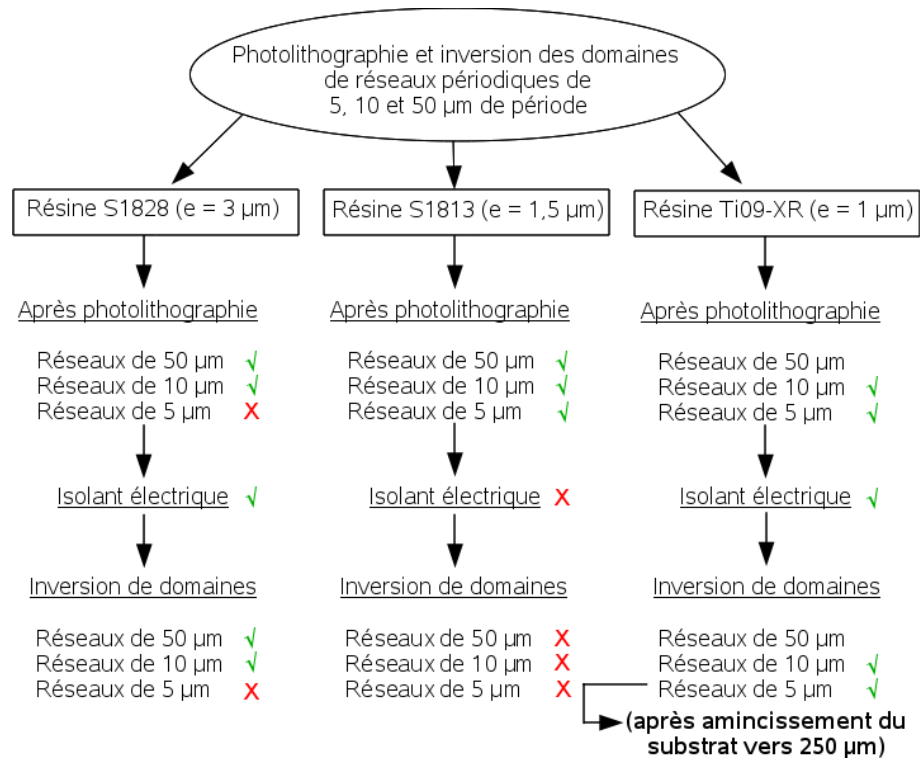 Photolithographie et inversion des domaines
de réseaux périodiques de
5, 10 et 50 µm de période
Résine S1828 (e = 3 µm)
Après photolithographie
Réseaux de 50 µm √
Réseaux de 10 µm √
Réseaux de 5 µm X
Isolant électrique √
Inversion de domaines
Réseaux de 50 µm √
Réseaux de 10 µm √
Réseaux de 5 µm X
Résine S1813 (e = 1,5 µm)
Après photolithographie
Réseaux de 50 µm √
Réseaux de 10 µm √
Réseaux de 5 µm √
Isolant électrique X
Inversion de domaines
Réseaux de 50 µm X
Réseaux de 10 µm X
Réseaux de 5 µm X
Résine Ti09-XR (e = 1 µm)
Après photolithographie
Réseaux de 50 µm
Réseaux de 10 µm √
Réseaux de 5 µm √
Isolant électrique √
Inversion de domaines
Réseaux de 50 µm
Réseaux de 10 µm √
Réseaux de 5 µm √
(après amincissement du
substrat vers 250 µm)